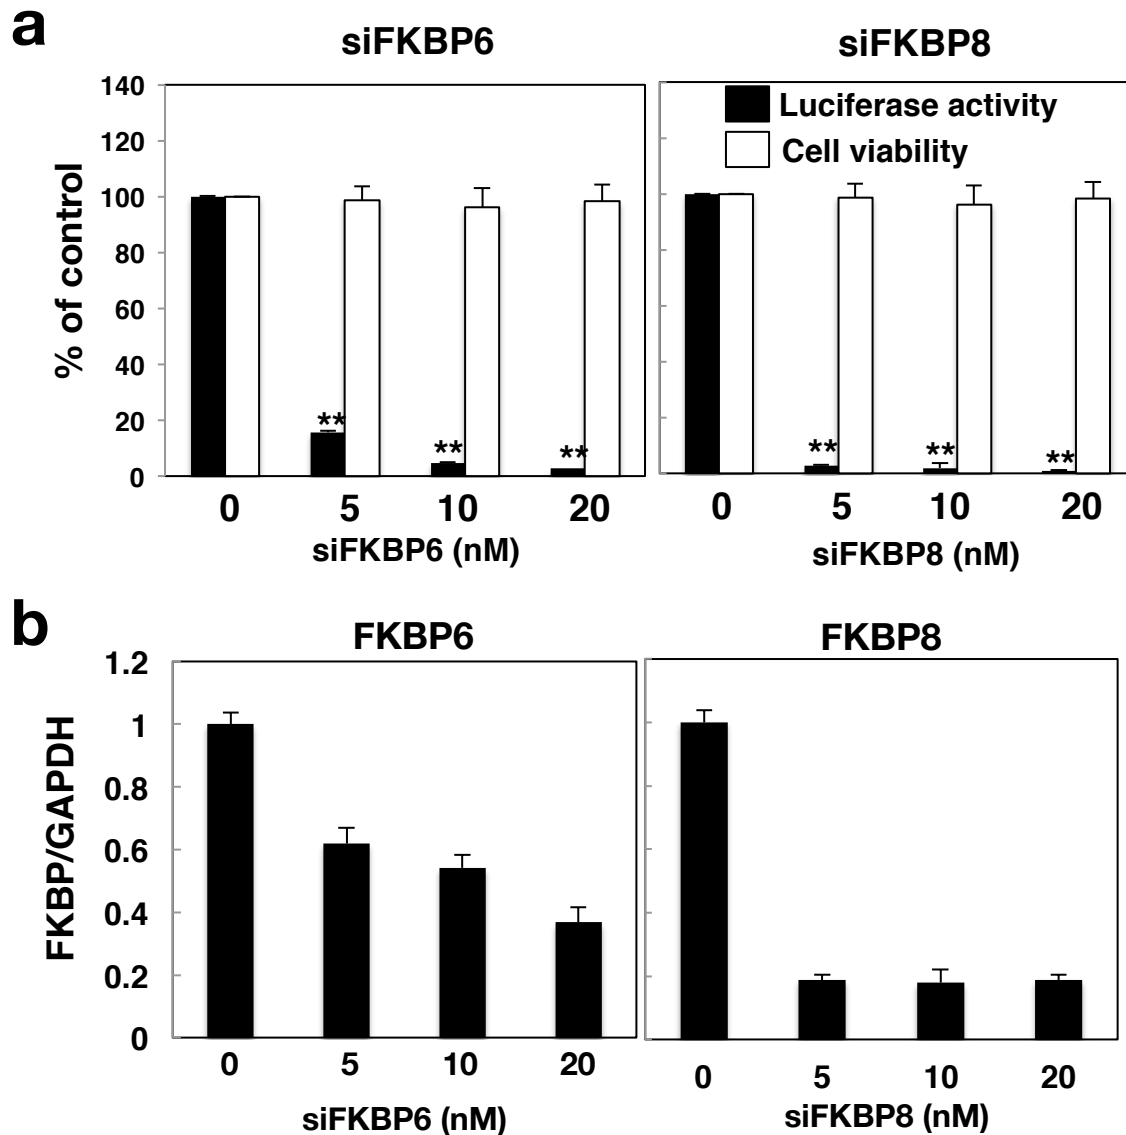 a
siFKBP6
siFKBP8
140
120
100
80
60
40
20
0
% of control
Luciferase activity
Cell viability
** ** **
** ** **
0 5 10 20
siFKBP6 (nM)
0 5 10 20
siFKBP8 (nM)
b
FKBP6
FKBP8
1.2
1
0.8
0.6
0.4
0.2
0
FKBP/GAPDH
0 5 10 20
siFKBP6 (nM)
0 5 10 20
siFKBP8 (nM)